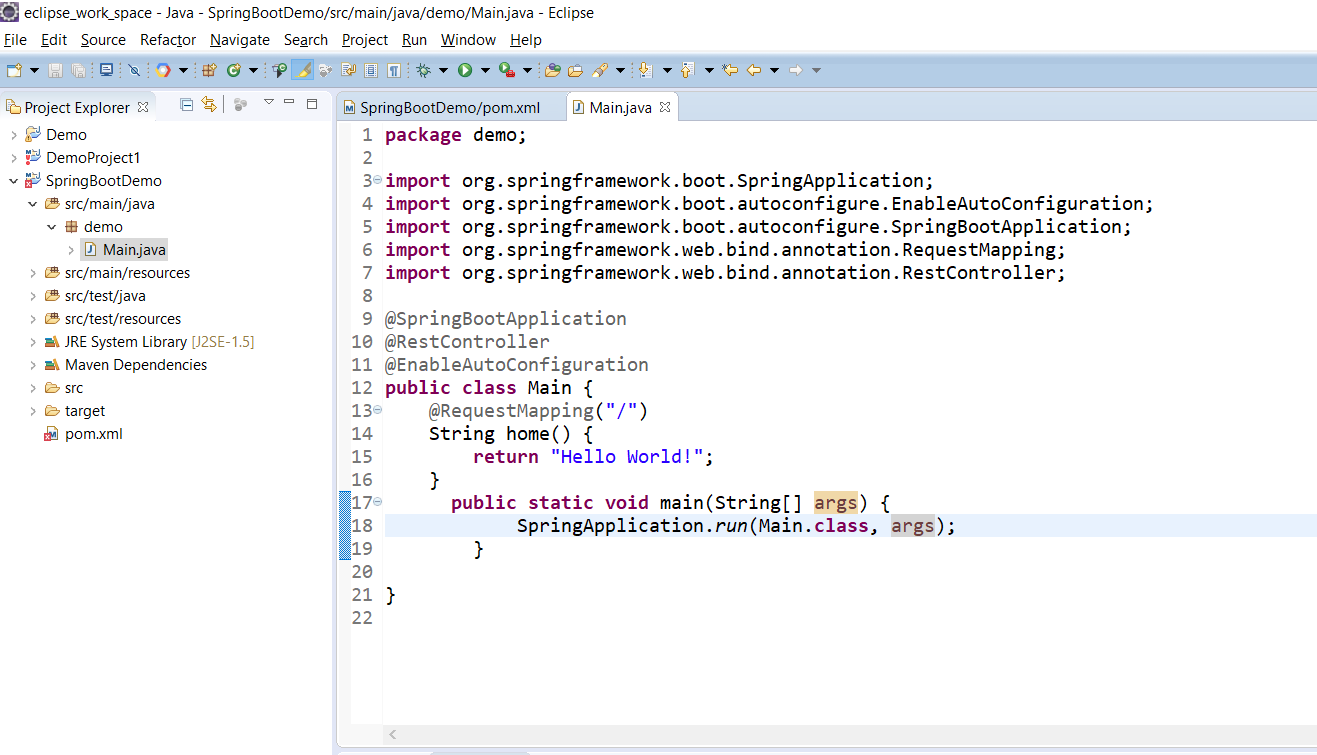 eclipse_work_space - Java - SpringBootDemo/src/main/java/demo/Main.java - Eclipse
File Edit Source Refactor Navigate Search Project Run Window Help
Project Explorer
Demo
DemoProject1
SpringBootDemo
src/main/java
demo
Main.java
src/main/resources
src/test/java
src/test/resources
JRE System Library [J2SE-1.5]
Maven Dependencies
src
target
pom.xml
SpringBootDemo/pom.xml Main.java
1 package demo;
2
3 import org.springframework.boot.SpringApplication;
4 import org.springframework.boot.autoconfigure.EnableAutoConfiguration;
5 import org.springframework.boot.autoconfigure.SpringBootApplication;
6 import org.springframework.web.bind.annotation.RequestMapping;
7 import org.springframework.web.bind.annotation.RestController;
8
9 @SpringBootApplication
10 @RestController
11 @EnableAutoConfiguration
12 public class Main {
13 @RequestMapping("/")
14 String home() {
15 return "Hello World!";
16 }
17 public static void main(String[] args) {
18 SpringApplication.run(Main.class, args);
19 }
20
21 }
22